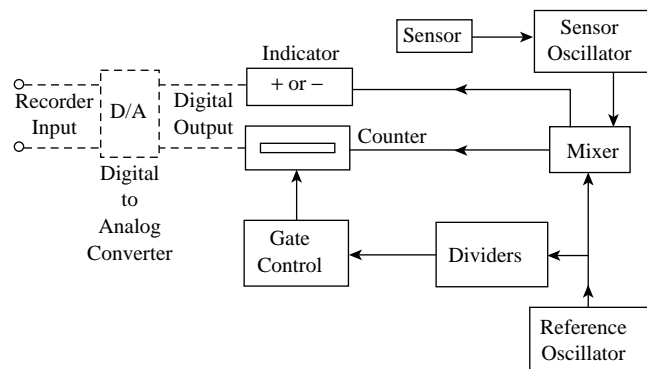 Sensor
Sensor
Oscillator
Indicator
+ or −
Recorder
Input
D/A
Digital
Output
Counter
Mixer
Digital
to
Analog
Converter
Gate
Control
Dividers
Reference
Oscillator